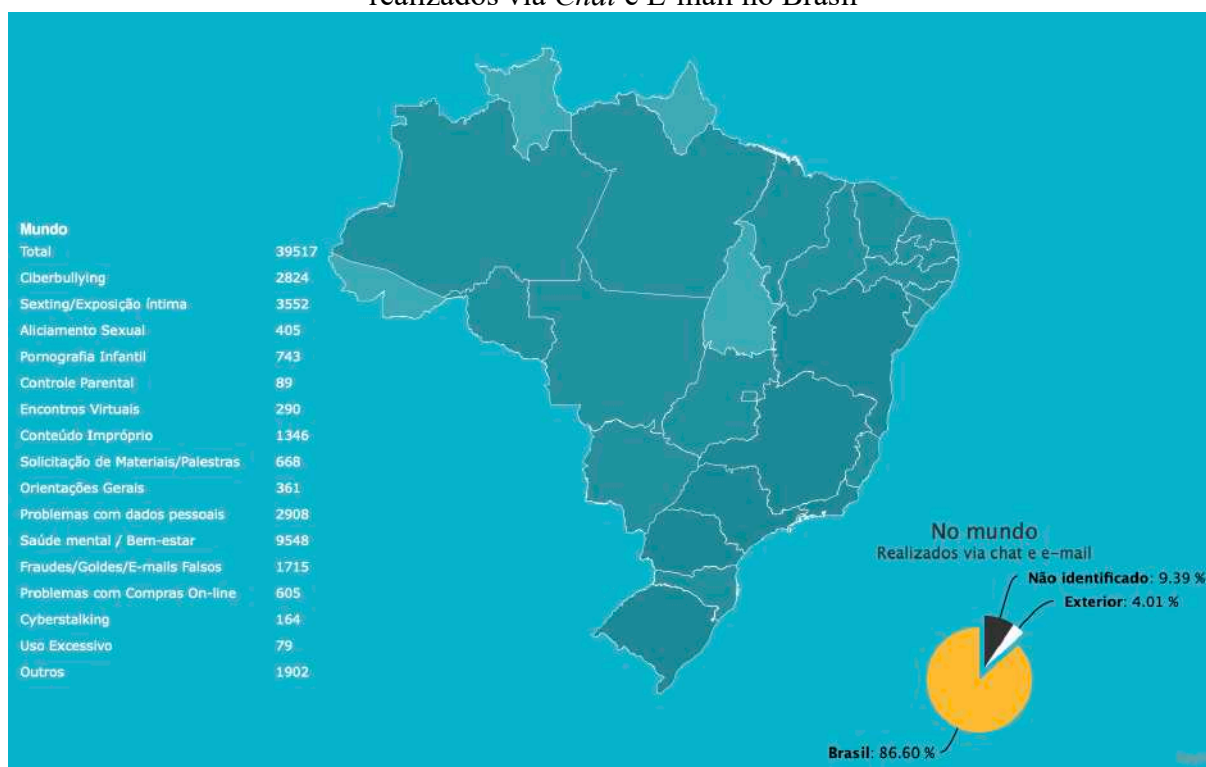 realizados via Chat e E-mail no Brasil
Mundo
Total 39517
Ciberbullying 2824
Sexting/Exposição íntima 3552
Aliciamento Sexual 405
Pornografia Infantil 743
Controle Parental 89
Encontros Virtuais 290
Conteúdo Impróprio 1346
Solicitação de Materiais/Palestras 668
Orientações Gerais 361
Problemas com dados pessoais 2908
Saúde mental / Bem-estar 9548
Fraudes/Goldes/E-mails Falsos 1715
Problemas com Compras On-line 605
Cyberstalking 164
Uso Excessivo 79
Outros 1902
No mundo
Realizados via chat e e-mail
Não identificado: 9.39 %
Exterior: 4.01 %
Brasil: 86.60 %